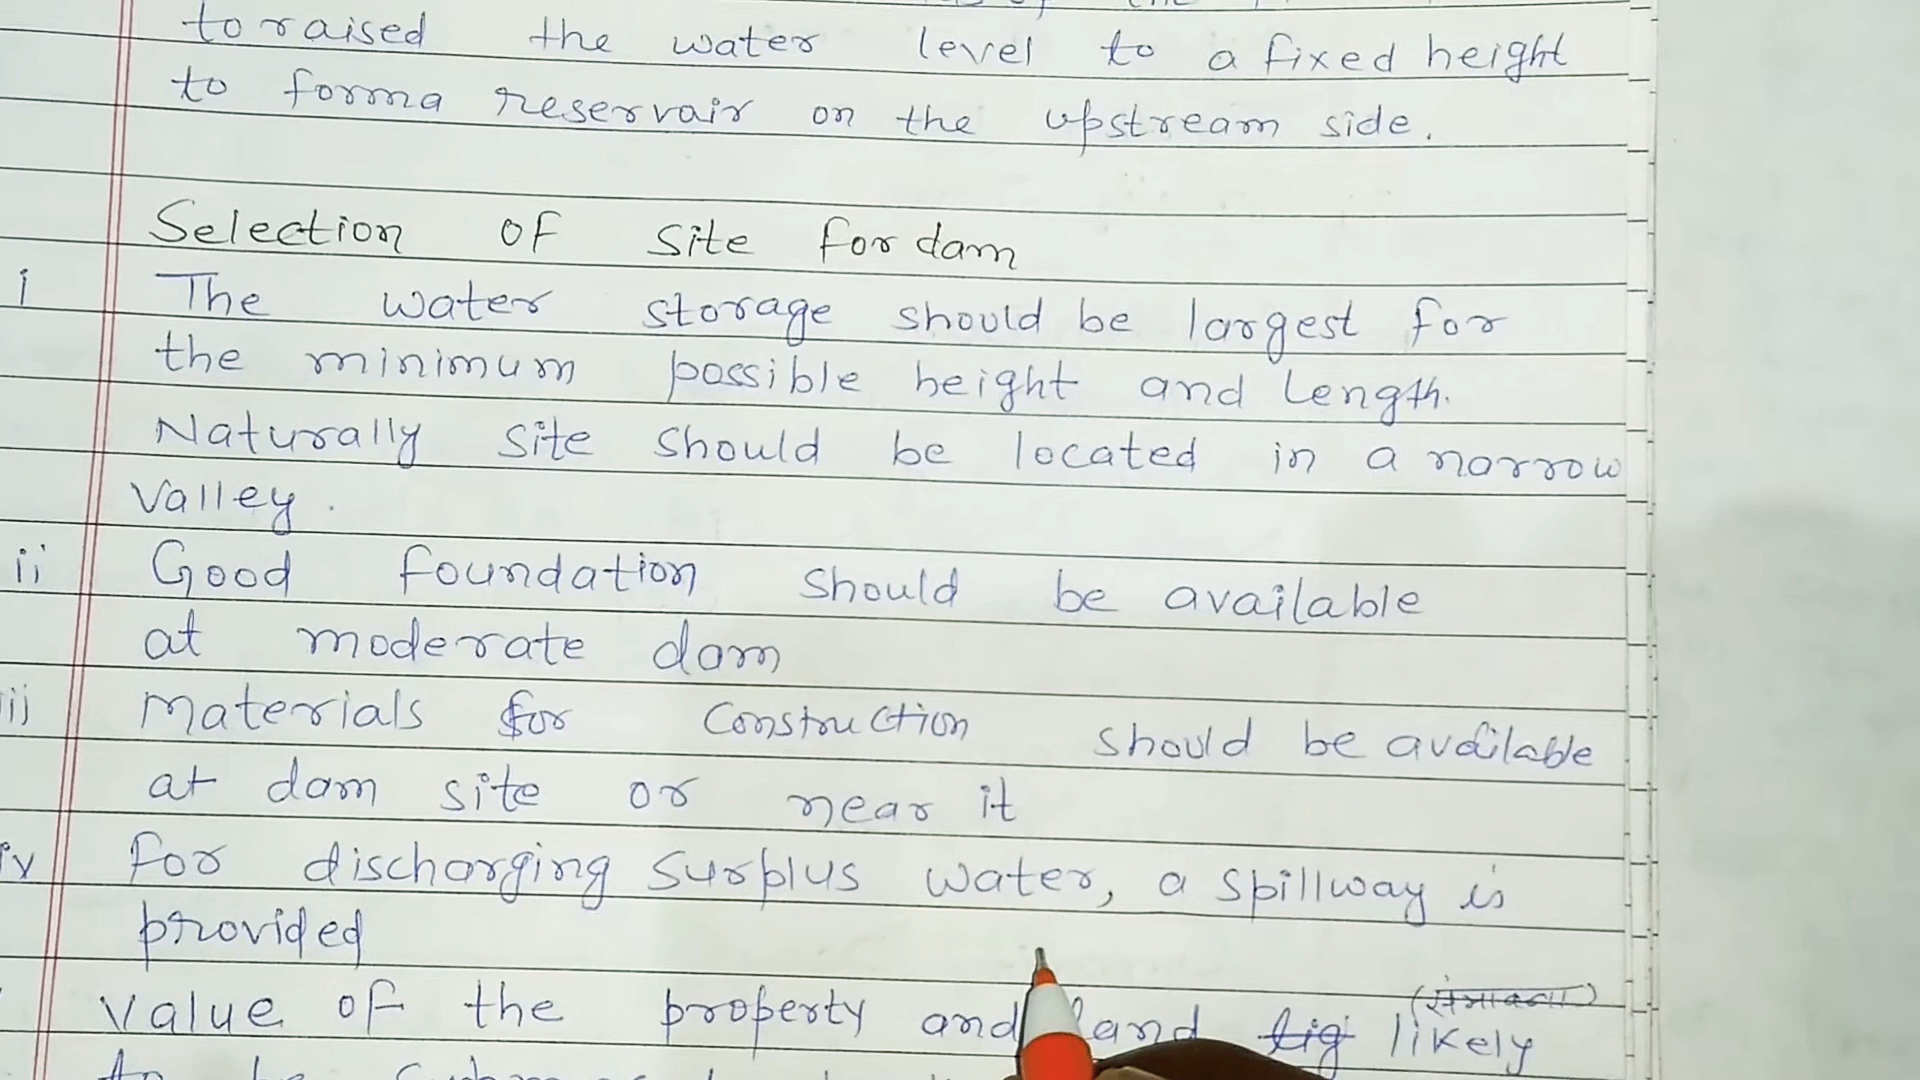 to raised the water level to a fixed height
to forma reservair on the upstream side.
Selection OF site for dam
i The water storage should be largest for
the minimum possible height and Length.
Naturally site should be located in a narrow
valley.
ii Good foundation should be available
at moderate dam
iii Materials for Construction should be available
at dam site or near it
iv For discharging surplus water, a spillway is
provided
(संभावना)
value of the property and land lig likely
to be